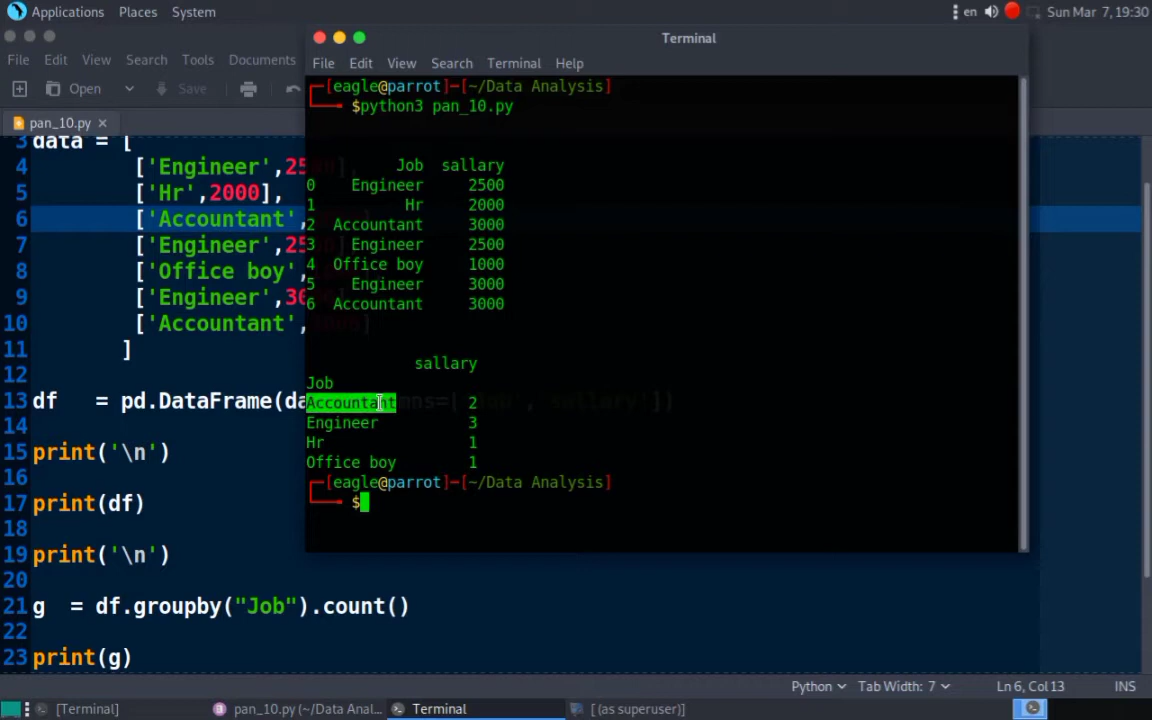 Applications Places System en Sun Mar 7, 19:30
Terminal
File Edit View Search Tools Documents
File Edit View Search Terminal Help
Open Save
pan_10.py ×
┌─[eagle@parrot]─[~/Data Analysis]
└──╼ $python3 pan_10.py
Job sallary
0 Engineer 2500
1 Hr 2000
2 Accountant 3000
3 Engineer 2500
4 Office boy 1000
5 Engineer 3000
6 Accountant 3000
sallary
Job
Accountant 2
Engineer 3
Hr 1
Office boy 1
┌─[eagle@parrot]─[~/Data Analysis]
└──╼ $
3 data = [
4 ['Engineer',25
5 ['Hr',2000],
6 ['Accountant',
7 ['Engineer',25
8 ['Office boy'
9 ['Engineer',30
10 ['Accountant',
11 ]
12
13 df = pd.DataFrame(da
14
15 print('\n')
16
17 print(df)
18
19 print('\n')
20
21 g = df.groupby("Job").count()
22
23 print(g)
Python Tab Width: 7 Ln 6, Col 13 INS
[Terminal] pan_10.py (~/Data Anal... Terminal [(as superuser)]